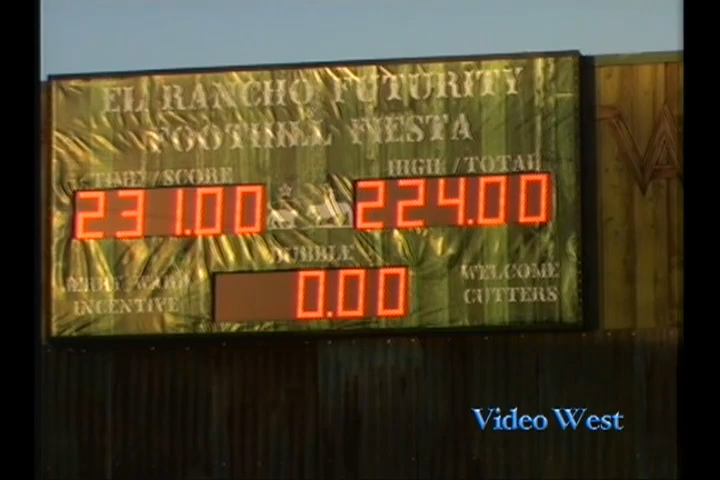 EL RANCHO FUTURITY
FOOTHILL FIESTA
TIME/SCORE
HIGH/TOTAL
231.00
224.00
BUBBLE
0.00
INCENTIVE
WELCOME
CUTTERS
Video West